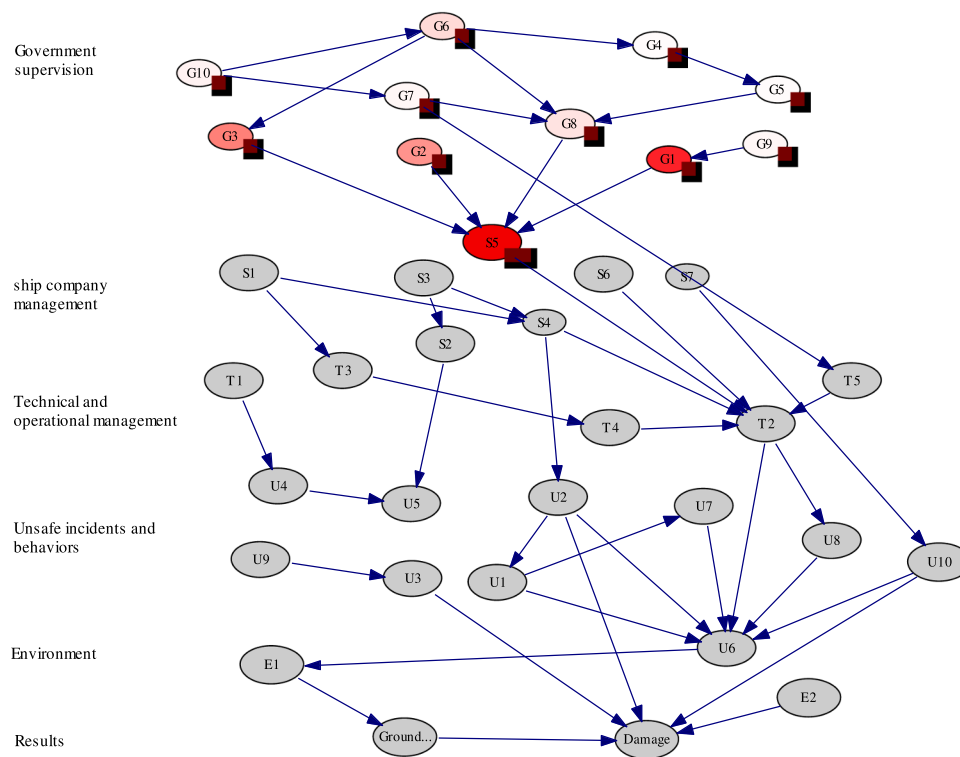 G6
Government
supervision
G4
G10
G7
G5
G8
G3
G2
G1
G9
S5
ship company
management
S1
S3
S6
S7
S4
S2
T3
T1
T5
Technical and
operational management
T4
T2
U4
U5
U2
U7
Unsafe incidents and
behaviors
U9
U3
U1
U8
U10
Environment
E1
U6
E2
Results
Ground...
Damage